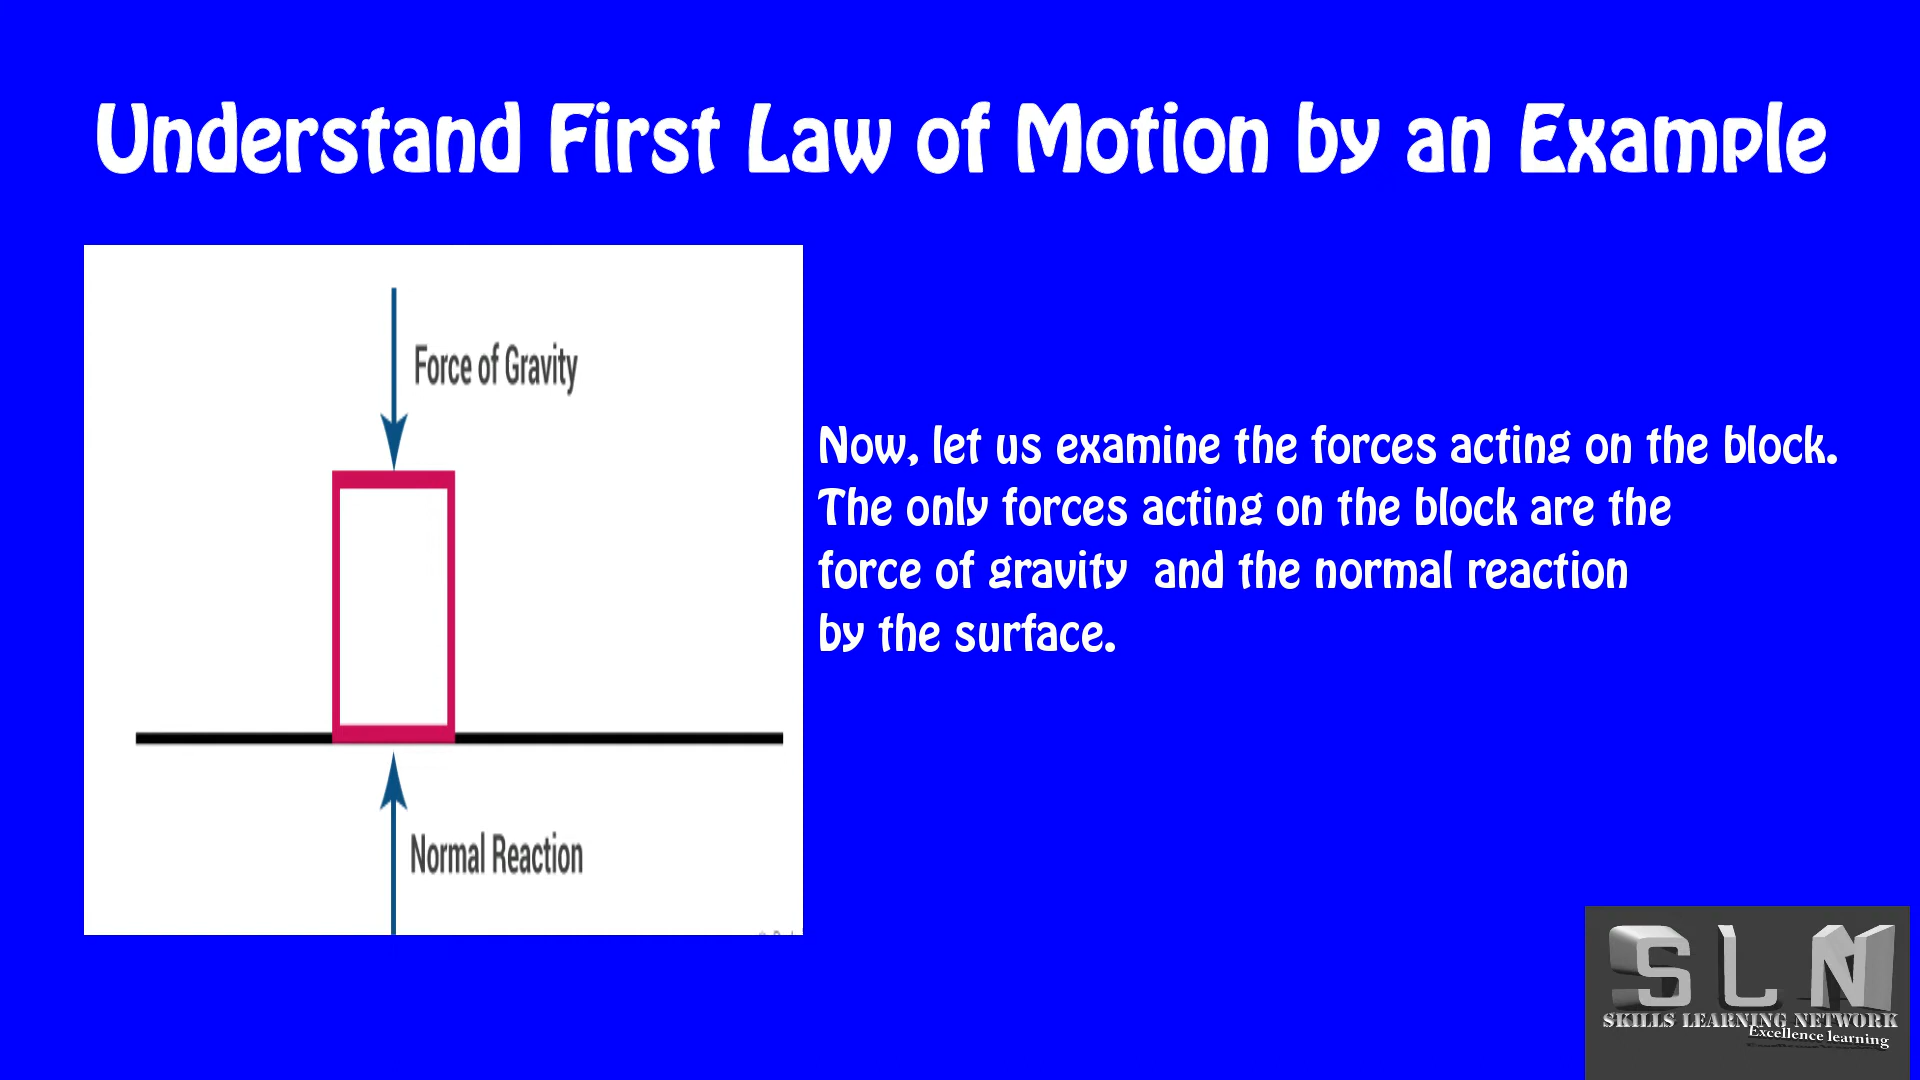 Understand First Law of Motion by an Example
Force of Gravity
Now, let us examine the forces acting on the block.
The only forces acting on the block are the
force of gravity  and the normal reaction
by the surface.
Normal Reaction
SLN
SKILLS LEARNING NETWORK
Excellence learning